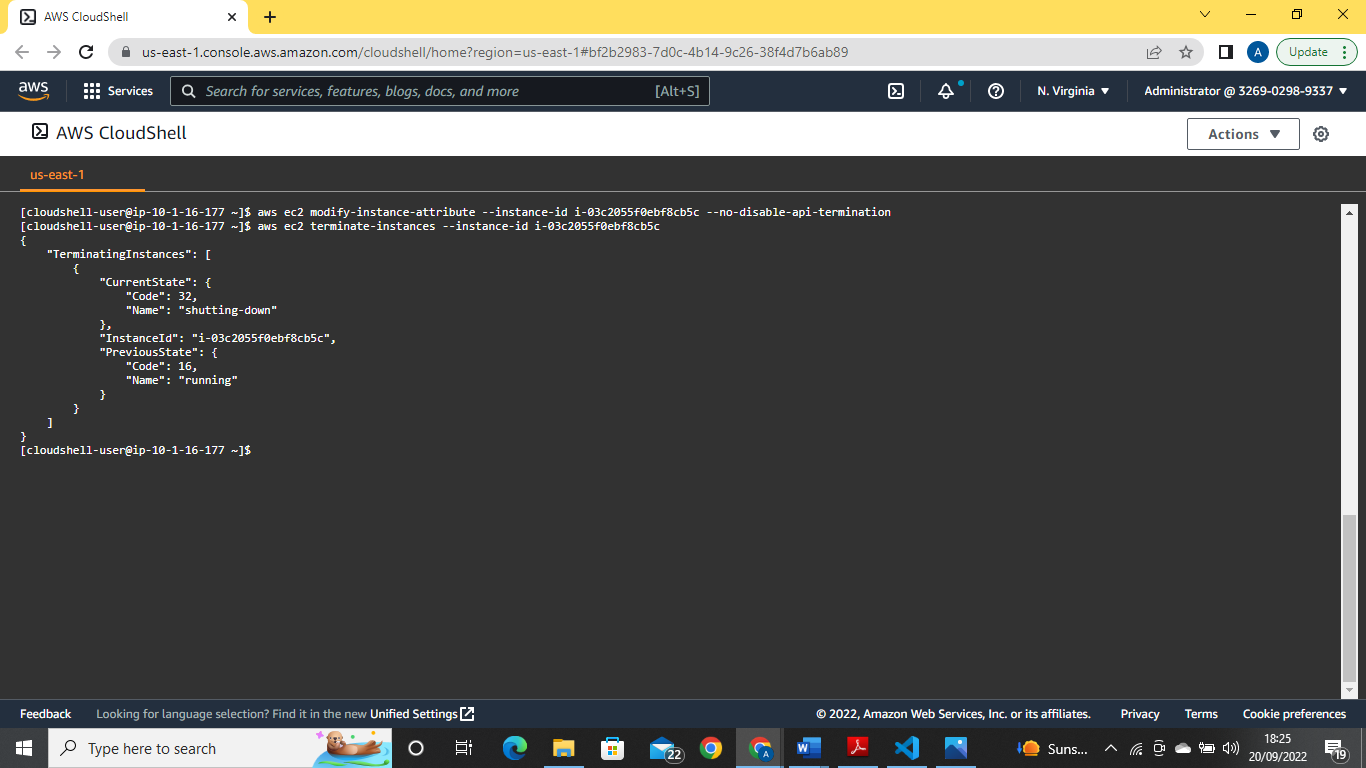 AWS CloudShell
us-east-1.console.aws.amazon.com/cloudshell/home?region=us-east-1#bf2b2983-7d0c-4b14-9c26-38f4d7b6ab89
A
Update
aws
Services
Search for services, features, blogs, docs, and more
[Alt+S]
N. Virginia
Administrator @ 3269-0298-9337
AWS CloudShell
Actions
us-east-1
[cloudshell-user@ip-10-1-16-177 ~]$ aws ec2 modify-instance-attribute --instance-id i-03c2055f0ebf8cb5c --no-disable-api-termination
[cloudshell-user@ip-10-1-16-177 ~]$ aws ec2 terminate-instances --instance-id i-03c2055f0ebf8cb5c
{
    "TerminatingInstances": [
        {
            "CurrentState": {
                "Code": 32,
                "Name": "shutting-down"
            },
            "InstanceId": "i-03c2055f0ebf8cb5c",
            "PreviousState": {
                "Code": 16,
                "Name": "running"
            }
        }
    ]
}
[cloudshell-user@ip-10-1-16-177 ~]$
Feedback
Looking for language selection? Find it in the new Unified Settings
© 2022, Amazon Web Services, Inc. or its affiliates.
Privacy
Terms
Cookie preferences
Type here to search
22
A
Suns...
18:25
20/09/2022
19